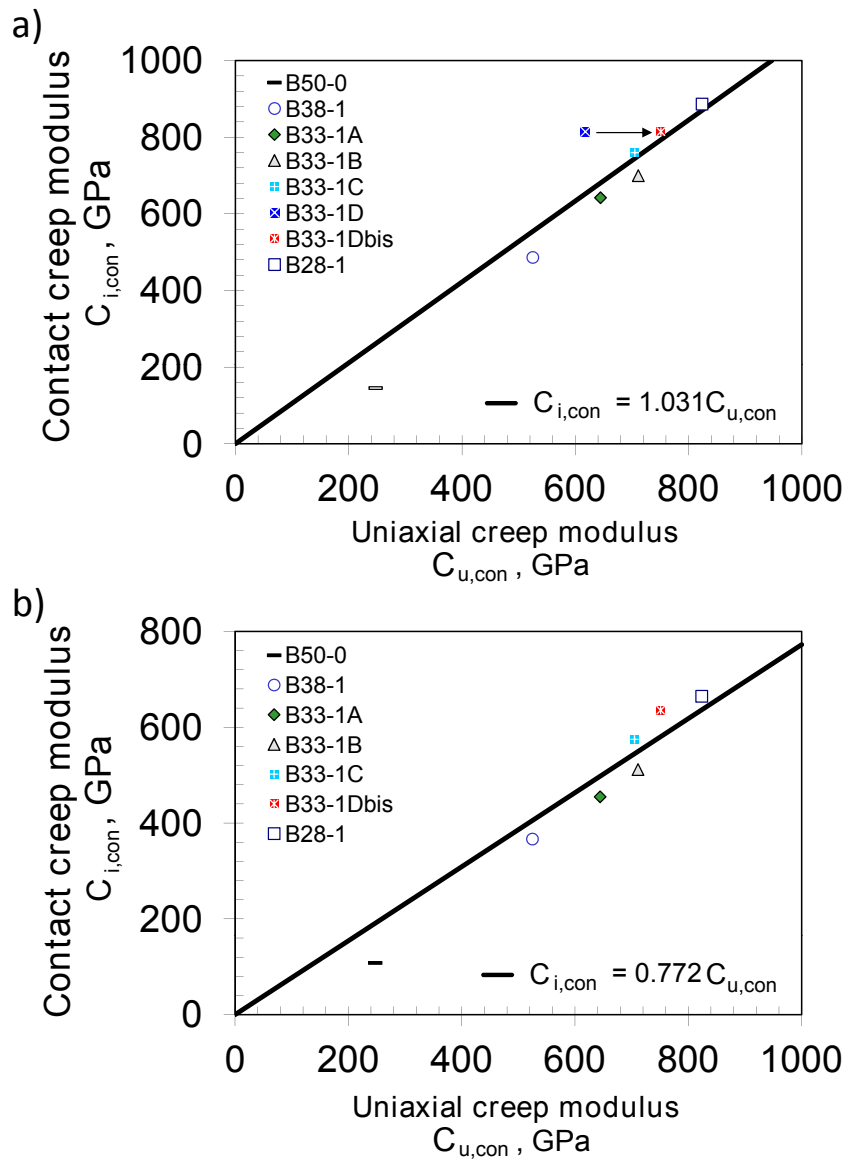 a)
Contact creep modulus
C i,con , GPa
1000
800
600
400
200
0
B50-0
B38-1
B33-1A
B33-1B
B33-1C
B33-1D
B33-1Dbis
B28-1
C i,con = 1.031C u,con
0 200 400 600 800 1000
Uniaxial creep modulus
C u,con , GPa
b)
Contact creep modulus
C i,con , GPa
800
600
400
200
0
B50-0
B38-1
B33-1A
B33-1B
B33-1C
B33-1Dbis
B28-1
C i,con = 0.772 C u,con
0 200 400 600 800 1000
Uniaxial creep modulus
C u,con , GPa